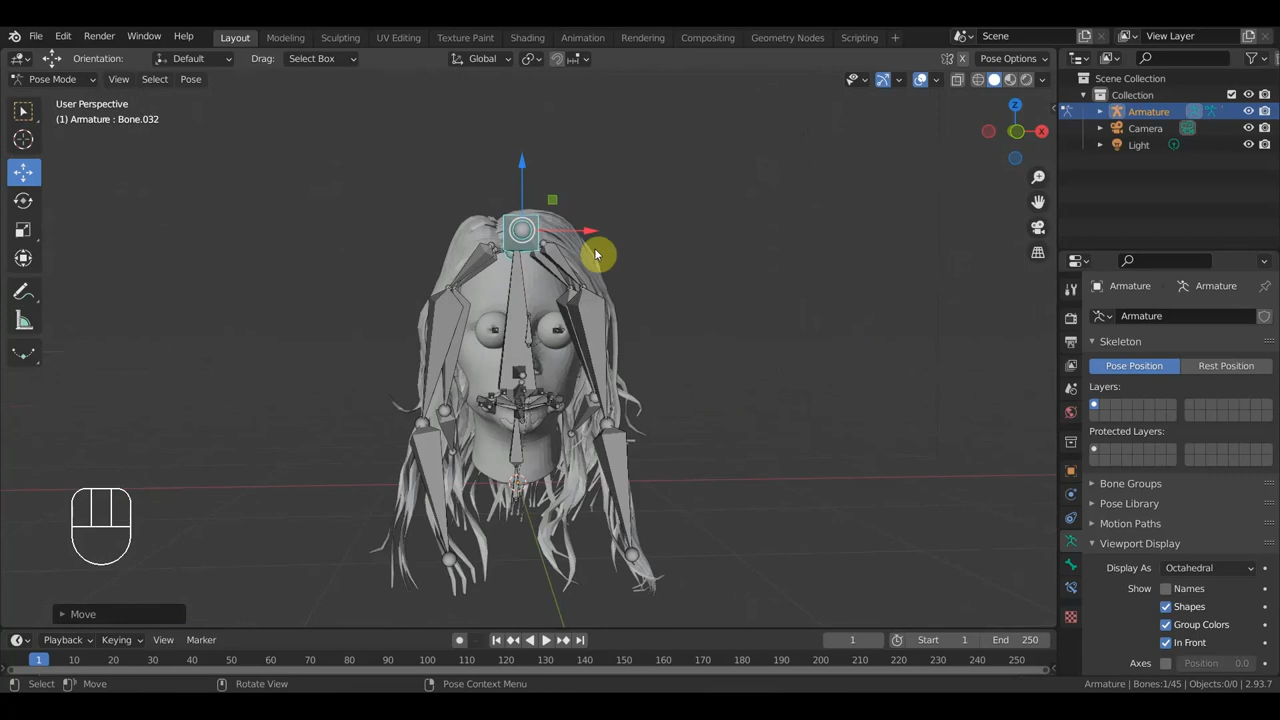 File Edit Render Window Help Layout Modeling Sculpting UV Editing Texture Paint Shading Animation Rendering Compositing Geometry Nodes Scripting + Scene View Layer
Orientation: Default Drag: Select Box Global X Pose Options
Pose Mode View Select Pose
Scene Collection
Collection
Armature
Camera
Light
User Perspective
(1) Armature : Bone.032
Z
X
Armature Armature
Armature
Skeleton
Pose Position Rest Position
Layers:
Protected Layers:
Bone Groups
Pose Library
Motion Paths
Viewport Display
Display As Octahedral
Show Names
Shapes
Group Colors
In Front
Axes Position 0.0
Move
Playback Keying View Marker 1 Start 1 End 250
1 10 20 30 40 50 60 70 80 90 100 110 120 130 140 150 160 170 180 190 200 210 220 230 240 250
Select Move Rotate View Pose Context Menu Armature | Bones:1/45 | Objects:0/0 | 2.93.7